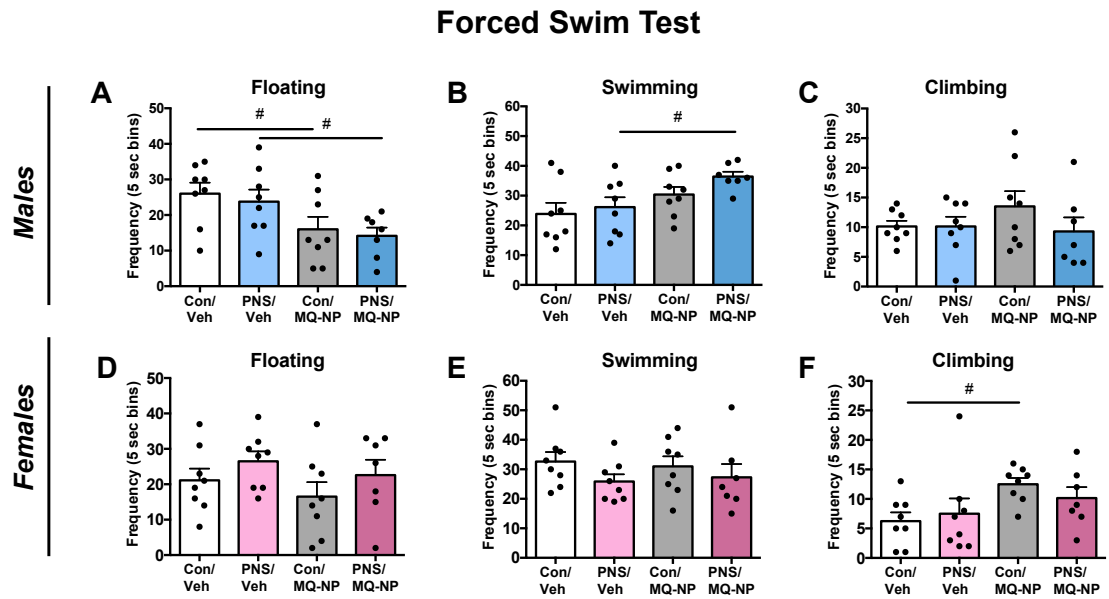 Forced Swim Test
Males
A
Floating
Frequency (5 sec bins)
50
40
30
20
10
0
#
#
Con/ PNS/ Con/ PNS/
Veh Veh MQ-NP MQ-NP
B
Swimming
Frequency (5 sec bins)
60
50
40
30
20
10
0
#
Con/ PNS/ Con/ PNS/
Veh Veh MQ-NP MQ-NP
C
Climbing
Frequency (5 sec bins)
30
25
20
15
10
5
0
Con/ PNS/ Con/ PNS/
Veh Veh MQ-NP MQ-NP
Females
D
Floating
Frequency (5 sec bins)
50
40
30
20
10
0
Con/ PNS/ Con/ PNS/
Veh Veh MQ-NP MQ-NP
E
Swimming
Frequency (5 sec bins)
60
50
40
30
20
10
0
Con/ PNS/ Con/ PNS/
Veh Veh MQ-NP MQ-NP
F
Climbing
Frequency (5 sec bins)
30
25
20
15
10
5
0
#
Con/ PNS/ Con/ PNS/
Veh Veh MQ-NP MQ-NP